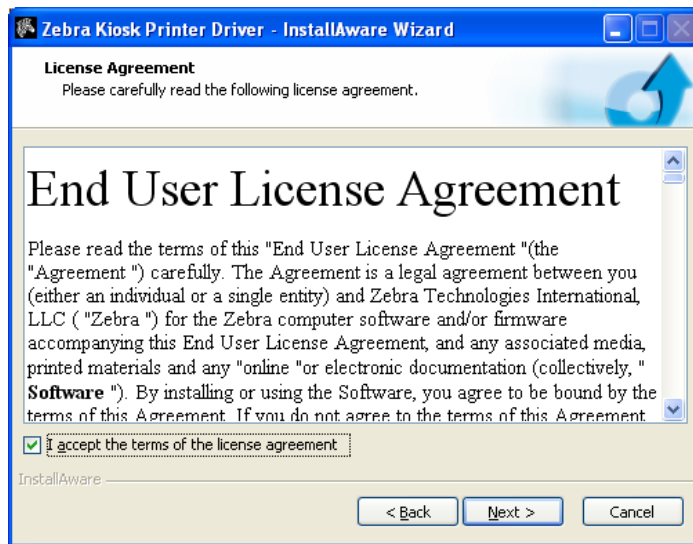 Zebra Kiosk Printer Driver - InstallAware Wizard
License Agreement
Please carefully read the following license agreement.
End User License Agreement
Please read the terms of this "End User License Agreement "(the
"Agreement ") carefully. The Agreement is a legal agreement between you
(either an individual or a single entity) and Zebra Technologies International,
LLC ( "Zebra ") for the Zebra computer software and/or firmware
accompanying this End User License Agreement, and any associated media,
printed materials and any "online "or electronic documentation (collectively, "
Software "). By installing or using the Software, you agree to be bound by the
terms of this Agreement. If you do not agree to the terms of this Agreement
I accept the terms of the license agreement
InstallAware
< Back Next > Cancel